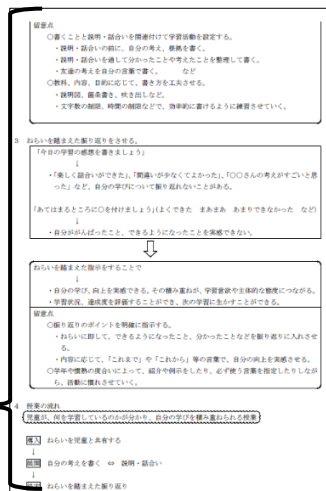 留意点
○書くことと説明・話合いを関連付けて学習活動を設定する。
・説明・話合いの前に、自分の考え、根拠を書く。
・説明・話合いを通して分かったことや考えたことを整理して書く。
・友達の考えを自分の言葉で書く。　など
○教科、内容、目的に応じて、書き方を工夫させる。
・説明図、箇条書き、吹き出しなど。
・文字数の制限、時間の制限などで、効率的に書けるように練習させていく。
3 ねらいを踏まえた振り返りをさせる。
「今日の学習の感想を書きましょう」
↓
・「楽しく話合いができた」、「間違いが少なくてよかった」、「○○さんの考えがすごいと思
った」など、自分の学びについて振り返れないことがある。
「あてはまるところに○を付けましょう」(よくできた まあまあ あまりできなかった など)
↓
・自分ががんばったこと、できるようになったことを実感できない。
ねらいを踏まえた指示をすることで
↓
・自分の学び、向上を実感できる。その積み重ねが、学習意欲や主体的な態度につながる。
・学習状況、達成度を評価することができ、次の学習に生かすことができる。
留意点
○振り返りのポイントを明確に指示する。
・ねらいに即して、できるようになったこと、分かったことなどを振り返りに入れさせ
る。
・内容に応じて、「これまで」や「これから」等の言葉で、自分の向上を実感させる。
○学年や慣熟の度合いによって、紹介や例示をしたり、必ず使う言葉を指定したりしなが
ら、活動に慣れさせていく。
4 授業の流れ
児童が、何を学習しているのかが分かり、自分の学びを積み重ねられる授業
導入 ねらいを児童と共有する
↓
展開 自分の考えを書く ⇔ 説明・話合い
↓
ねらいを踏まえた振り返り